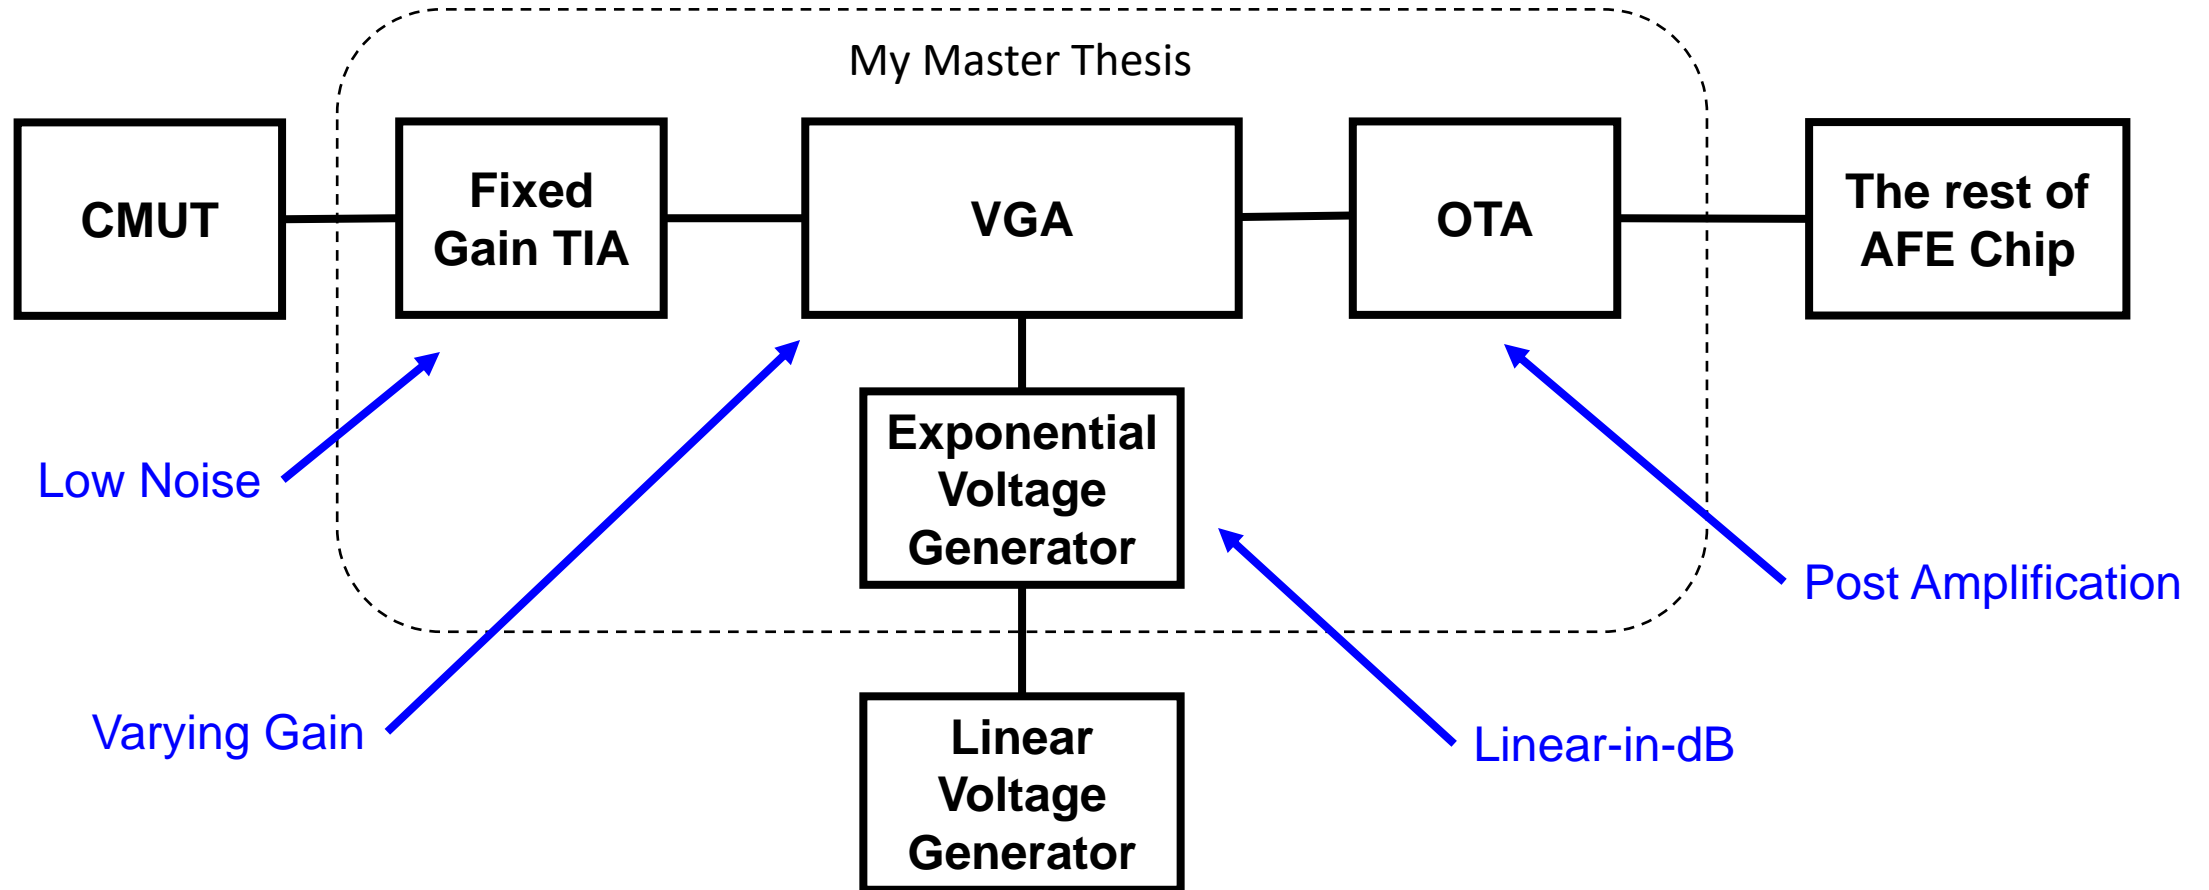 My Master Thesis
CMUT
Fixed
Gain TIA
VGA
OTA
The rest of
AFE Chip
Exponential
Voltage
Generator
Low Noise
Post Amplification
Varying Gain
Linear-in-dB
Linear
Voltage
Generator